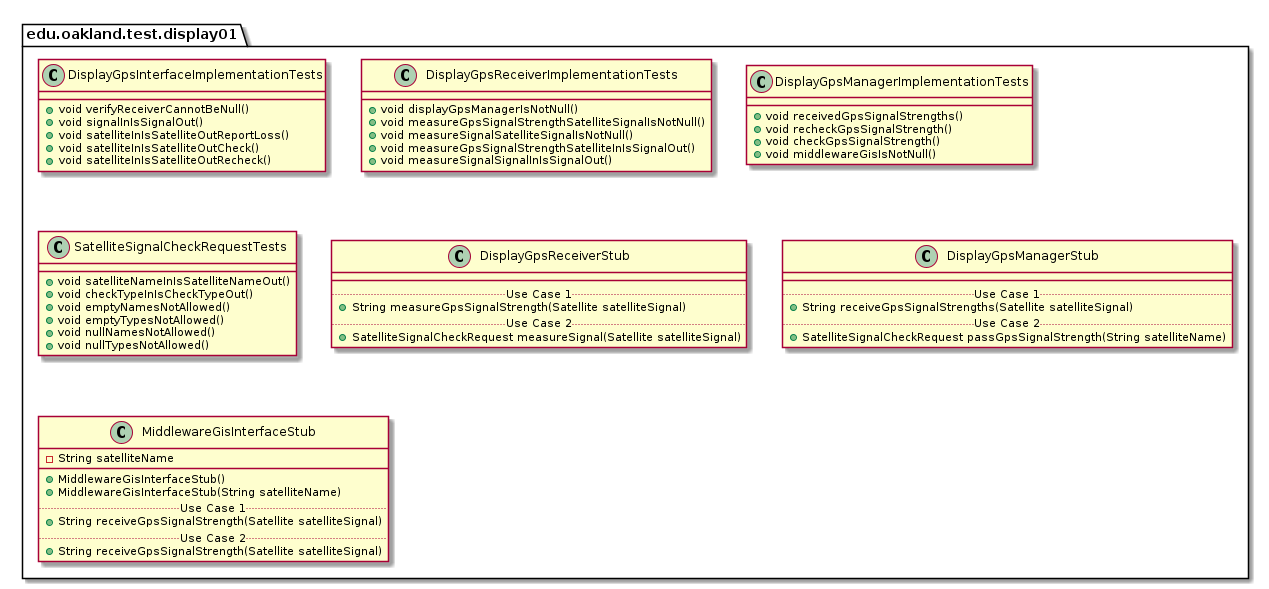 edu.oakland.test.display01
C DisplayGpsInterfaceImplementationTests
void verifyReceiverCannotBeNull()
void signalInIsSignalOut()
void satelliteInIsSatelliteOutReportLoss()
void satelliteInIsSatelliteOutCheck()
void satelliteInIsSatelliteOutRecheck()
C DisplayGpsReceiverImplementationTests
void displayGpsManagerIsNotNull()
void measureGpsSignalStrengthSatelliteSignalIsNotNull()
void measureSignalSatelliteSignalIsNotNull()
void measureGpsSignalStrengthSatelliteInIsSignalOut()
void measureSignalSignalInIsSignalOut()
C DisplayGpsManagerImplementationTests
void receivedGpsSignalStrengths()
void recheckGpsSignalStrength()
void checkGpsSignalStrength()
void middlewareGisIsNotNull()
C SatelliteSignalCheckRequestTests
void satelliteNameInIsSatelliteNameOut()
void checkTypeInIsCheckTypeOut()
void emptyNamesNotAllowed()
void emptyTypesNotAllowed()
void nullNamesNotAllowed()
void nullTypesNotAllowed()
C DisplayGpsReceiverStub
Use Case 1
String measureGpsSignalStrength(Satellite satelliteSignal)
Use Case 2
SatelliteSignalCheckRequest measureSignal(Satellite satelliteSignal)
C DisplayGpsManagerStub
Use Case 1
String receiveGpsSignalStrengths(Satellite satelliteSignal)
Use Case 2
SatelliteSignalCheckRequest passGpsSignalStrength(String satelliteName)
C MiddlewareGisInterfaceStub
String satelliteName
MiddlewareGisInterfaceStub()
MiddlewareGisInterfaceStub(String satelliteName)
Use Case 1
String receiveGpsSignalStrength(Satellite satelliteSignal)
Use Case 2
String receiveGpsSignalStrength(Satellite satelliteSignal)